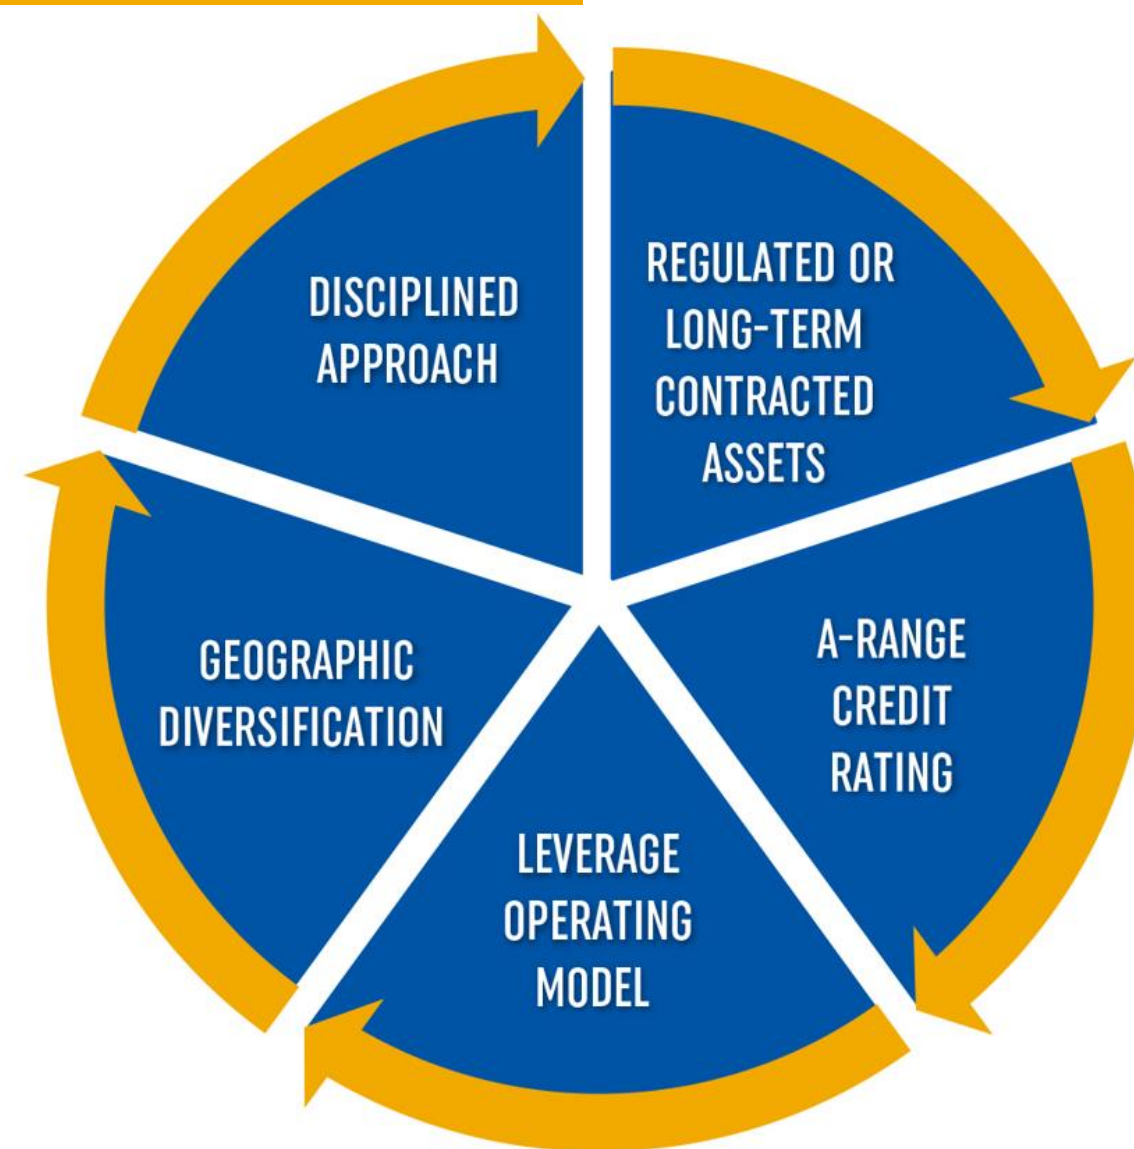 DISCIPLINED
APPROACH
REGULATED OR
LONG-TERM
CONTRACTED
ASSETS
A-RANGE
CREDIT
RATING
LEVERAGE
OPERATING
MODEL
GEOGRAPHIC
DIVERSIFICATION